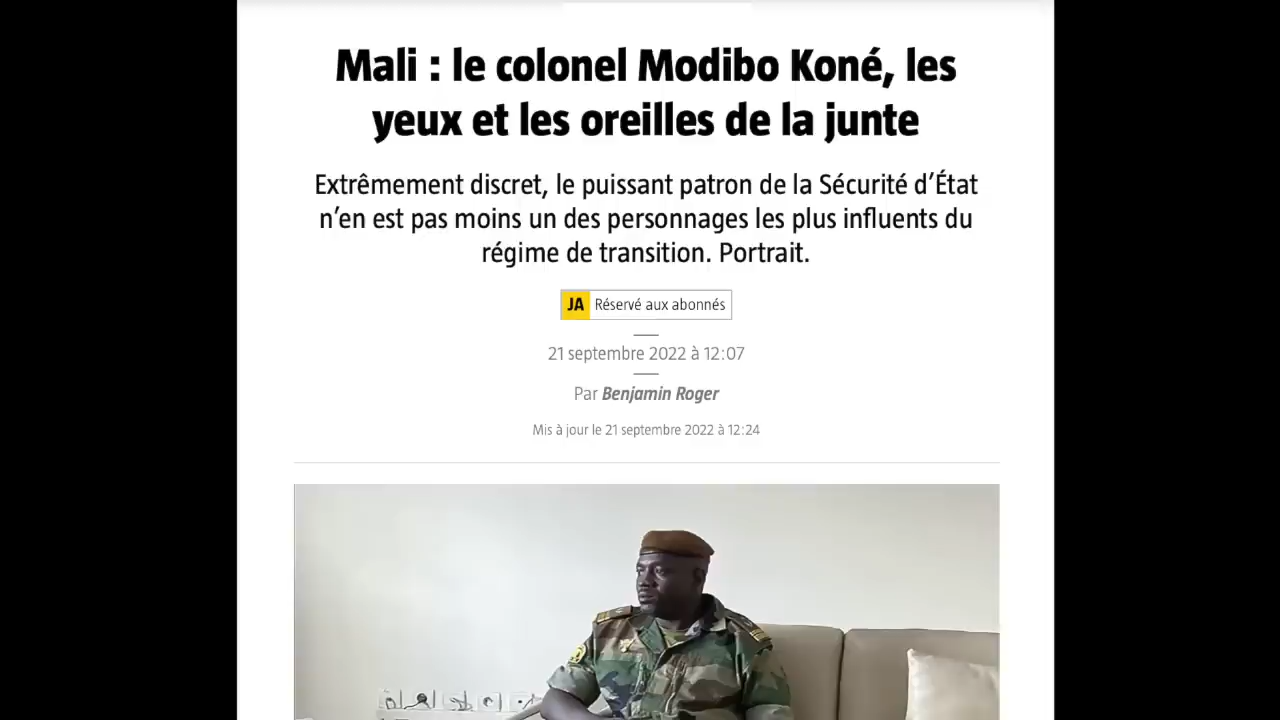 Mali : le colonel Modibo Koné, les
yeux et les oreilles de la junte
Extrêmement discret, le puissant patron de la Sécurité d’État
n’en est pas moins un des personnages les plus influents du
régime de transition. Portrait.
JA Réservé aux abonnés
21 septembre 2022 à 12:07
Par Benjamin Roger
Mis à jour le 21 septembre 2022 à 12:24